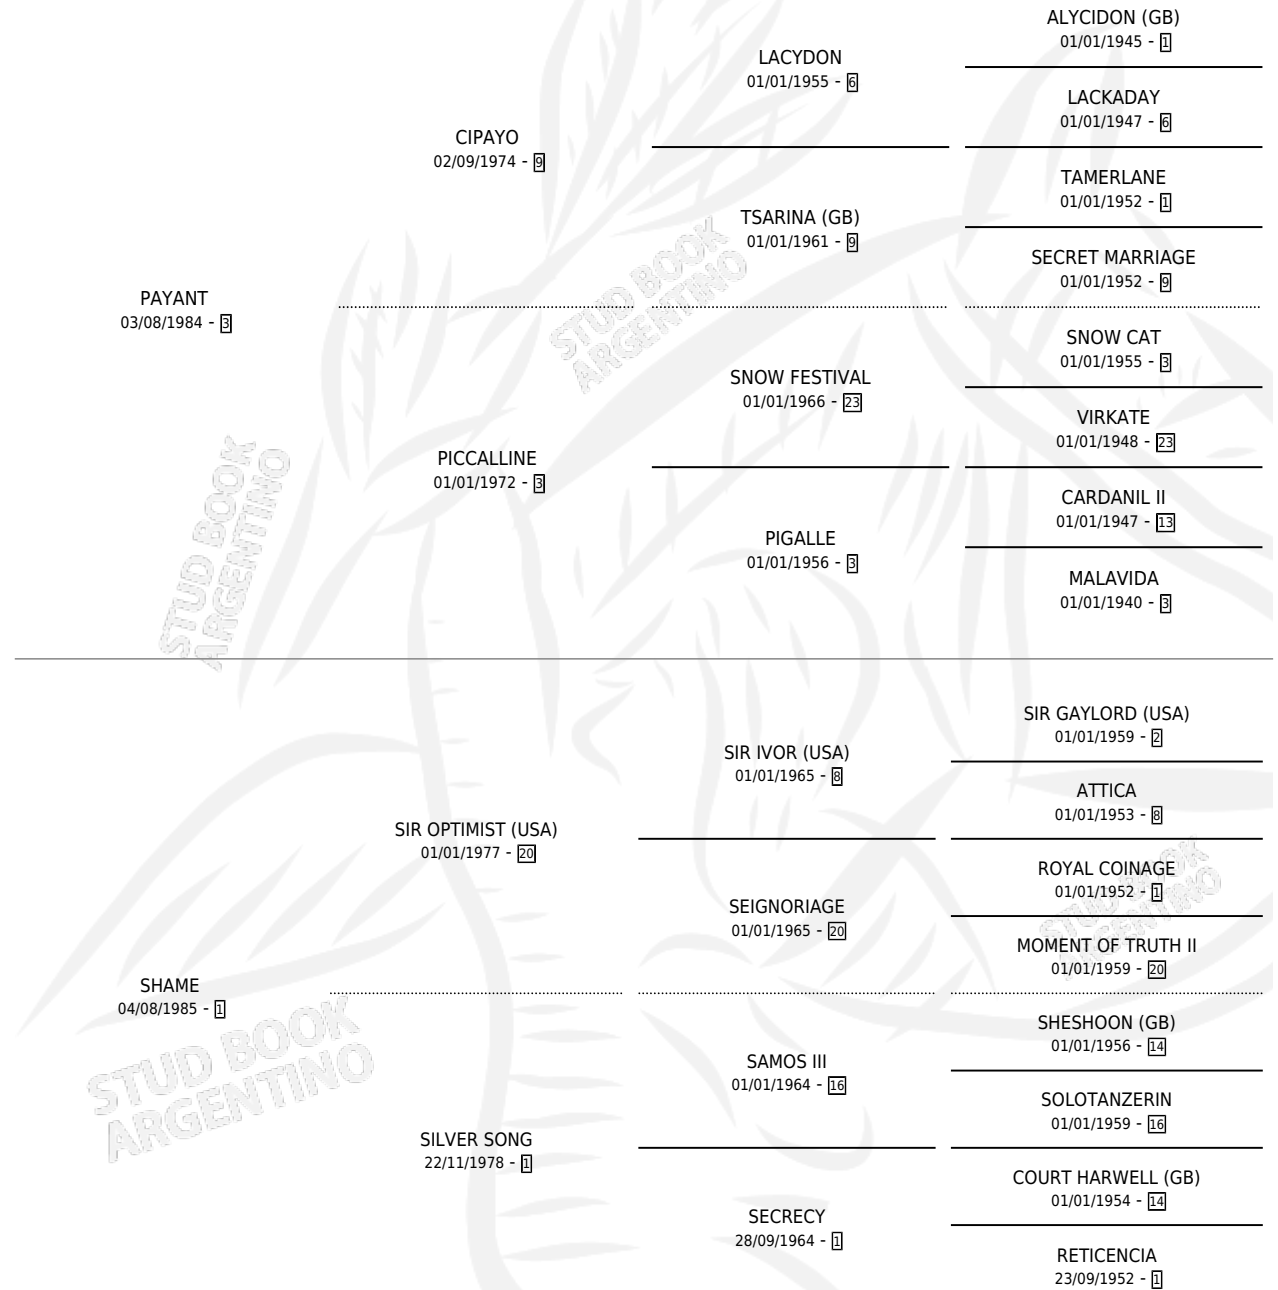 ALYCIDON (GB)
01/01/1945 - 1
LACYDON
01/01/1955 - 6
LACKADAY
01/01/1947 - 6
CIPAYO
02/09/1974 - 9
TAMERLANE
01/01/1952 - 1
TSARINA (GB)
01/01/1961 - 9
SECRET MARRIAGE
01/01/1952 - 9
PAYANT
03/08/1984 - 3
SNOW CAT
01/01/1955 - 3
SNOW FESTIVAL
01/01/1966 - 23
VIRKATE
01/01/1948 - 23
PICCALLINE
01/01/1972 - 3
CARDANIL II
01/01/1947 - 13
PIGALLE
01/01/1956 - 3
MALAVIDA
01/01/1940 - 3
STUD BOOK
ARGENTINO
STUD BOOK
ARGENTINO
SIR GAYLORD (USA)
01/01/1959 - 2
SIR IVOR (USA)
01/01/1965 - 8
ATTICA
01/01/1953 - 8
SIR OPTIMIST (USA)
01/01/1977 - 20
ROYAL COINAGE
01/01/1952 - 1
SEIGNORIAGE
01/01/1965 - 20
MOMENT OF TRUTH II
01/01/1959 - 20
SHAME
04/08/1985 - 1
SHESHOON (GB)
01/01/1956 - 14
SAMOS III
01/01/1964 - 16
SOLOTANZERIN
01/01/1959 - 16
SILVER SONG
22/11/1978 - 1
COURT HARWELL (GB)
01/01/1954 - 14
SECRECY
28/09/1964 - 1
RETICENCIA
23/09/1952 - 1
STUD BOOK
ARGENTINO
STUD BOOK
ARGENTINO